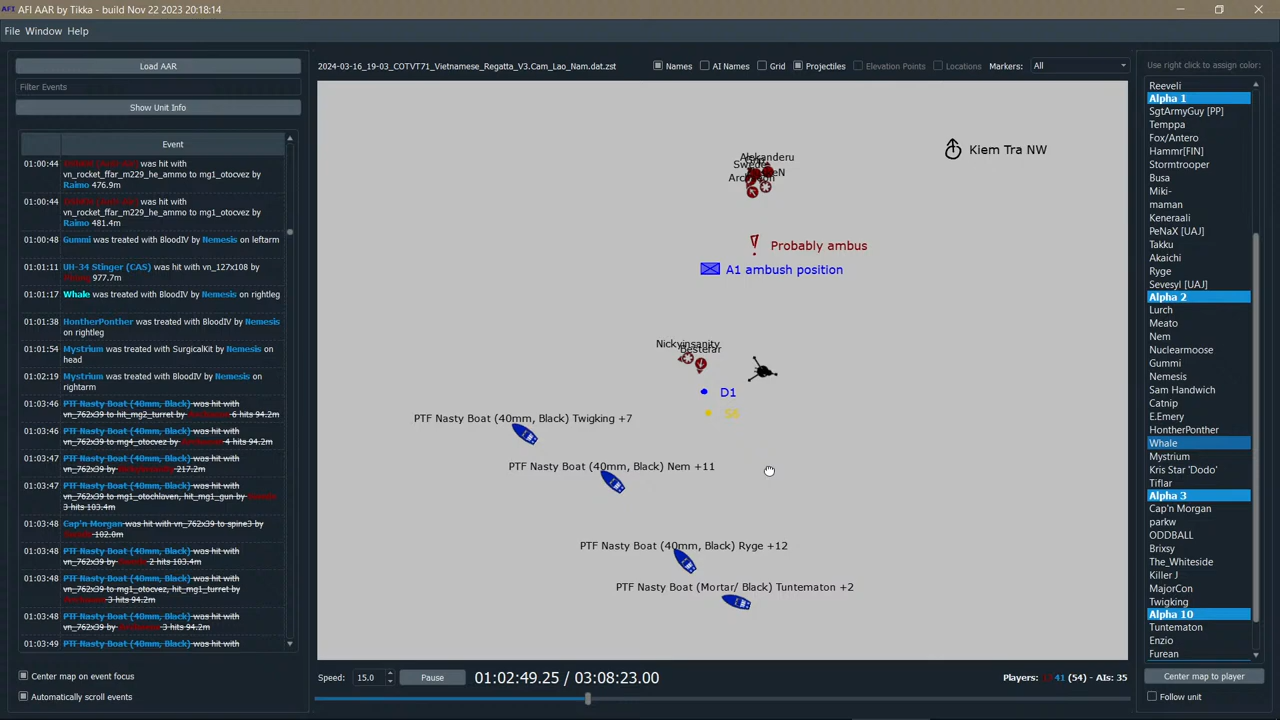 AFI AAR by Tikka - build Nov 22 2023 20:18:14
File Window Help
Load AAR
Filter Events
Show Unit Info
Event
01:00:44
was hit with
vn_rocket_ffar_m229_he_ammo to mg1_otocvez by
Raimo 476.9m
01:00:44
was hit with
vn_rocket_ffar_m229_he_ammo to mg1_otocvez by
Raimo 481.4m
01:00:48 Gummi was treated with BloodIV by Nemesis on leftarm
01:01:11 UH-34 Stinger (CAS) was hit with vn_127x108 by
977.7m
01:01:17 Whale was treated with BloodIV by Nemesis on rightleg
01:01:38 HontherPonther was treated with BloodIV by Nemesis
on rightleg
01:01:54 Mystrium was treated with SurgicalKit by Nemesis on
head
01:02:19 Mystrium was treated with BloodIV by Nemesis on
rightarm
01:03:46 PTF Nasty Boat (40mm, Black) was hit with
vn_762x39 to hit_mg2_turret by 6 hits 94.2m
01:03:46 PTF Nasty Boat (40mm, Black) was hit with
vn_762x39 to mg4_otocvez by 4 hits 94.2m
01:03:47 PTF Nasty Boat (40mm, Black) was hit with
vn_762x39 by 217.2m
01:03:47 PTF Nasty Boat (40mm, Black) was hit with
vn_762x39 to mg1_otochlaven, hit_mg1_gun by
3 hits 103.4m
01:03:48 Cap'n Morgan was hit with vn_762x39 to spine3 by
102.0m
01:03:48 PTF Nasty Boat (40mm, Black) was hit with
vn_762x39 by 2 hits 103.4m
01:03:48 PTF Nasty Boat (40mm, Black) was hit with
vn_762x39 to mg1_otocvez, hit_mg1_turret by
3 hits 94.2m
01:03:48 PTF Nasty Boat (40mm, Black) was hit with
vn_762x39 by 3 hits 94.2m
01:03:49 PTF Nasty Boat (40mm, Black) was hit with
Center map on event focus
Automatically scroll events
2024-03-16_19-03_COTVT71_Vietnamese_Regatta_V3.Cam_Lao_Nam.dat.zst
Names AI Names Grid Projectiles Elevation Points Locations Markers: All
Kiem Tra NW
Probably ambus
A1 ambush position
Nickyinsanity
D1
PTF Nasty Boat (40mm, Black) Twigking +7
PTF Nasty Boat (40mm, Black) Nem +11
PTF Nasty Boat (40mm, Black) Ryge +12
PTF Nasty Boat (Mortar/ Black) Tuntematon +2
Speed: 15.0 Pause 01:02:49.25 / 03:08:23.00
Players: 41 (54) - AIs: 35
Use right click to assign color:
Reeveli
Alpha 1
SgtArmyGuy [PP]
Temppa
Fox/Antero
Hammr[FIN]
Stormtrooper
Busa
Miki-
maman
Keneraali
PeNaX [UAJ]
Takku
Akaichi
Ryge
Sevesyl [UAJ]
Alpha 2
Lurch
Meato
Nem
Nuclearmoose
Gummi
Nemesis
Sam Handwich
Catnip
E.Emery
HontherPonther
Whale
Mystrium
Kris Star 'Dodo'
Tiflar
Alpha 3
Cap'n Morgan
parkw
ODDBALL
Brixsy
The_Whiteside
Killer J
MajorCon
Twigking
Alpha 10
Tuntematon
Enzio
Furean
Center map to player
Follow unit